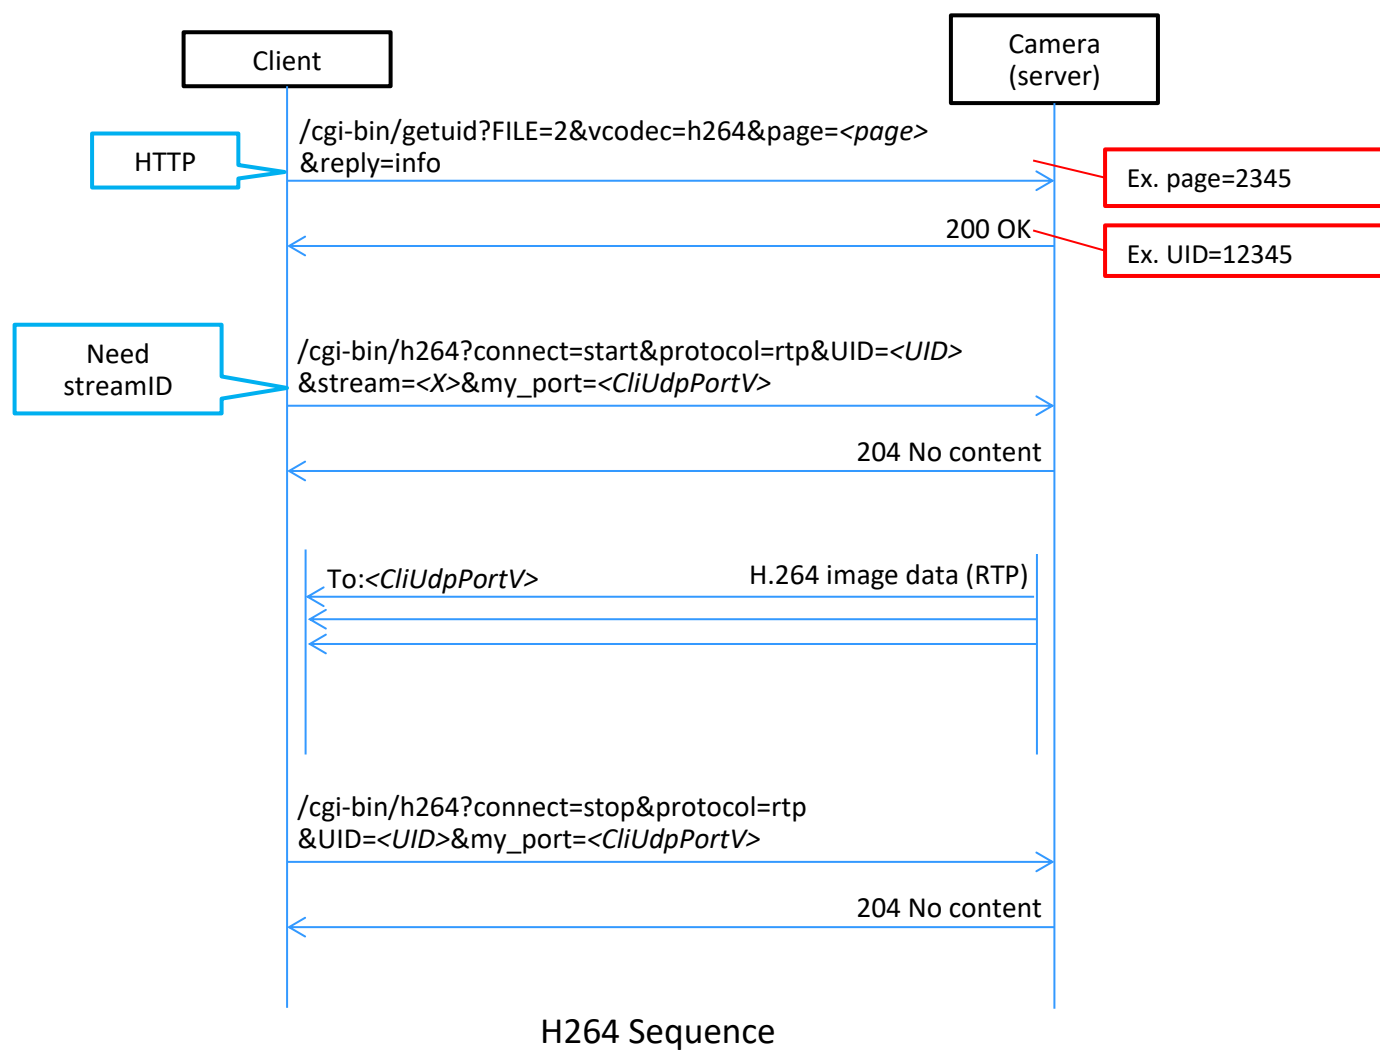 Client
Camera
(server)
/cgi-bin/getuid?FILE=2&vcodec=h264&page=<page>
&reply=info
HTTP
Ex. page=2345
200 OK
Ex. UID=12345
Need
streamID
/cgi-bin/h264?connect=start&protocol=rtp&UID=<UID>
&stream=<X>&my_port=<CliUdpPortV>
204 No content
To:<CliUdpPortV>
H.264 image data (RTP)
/cgi-bin/h264?connect=stop&protocol=rtp
&UID=<UID>&my_port=<CliUdpPortV>
204 No content
H264 Sequence